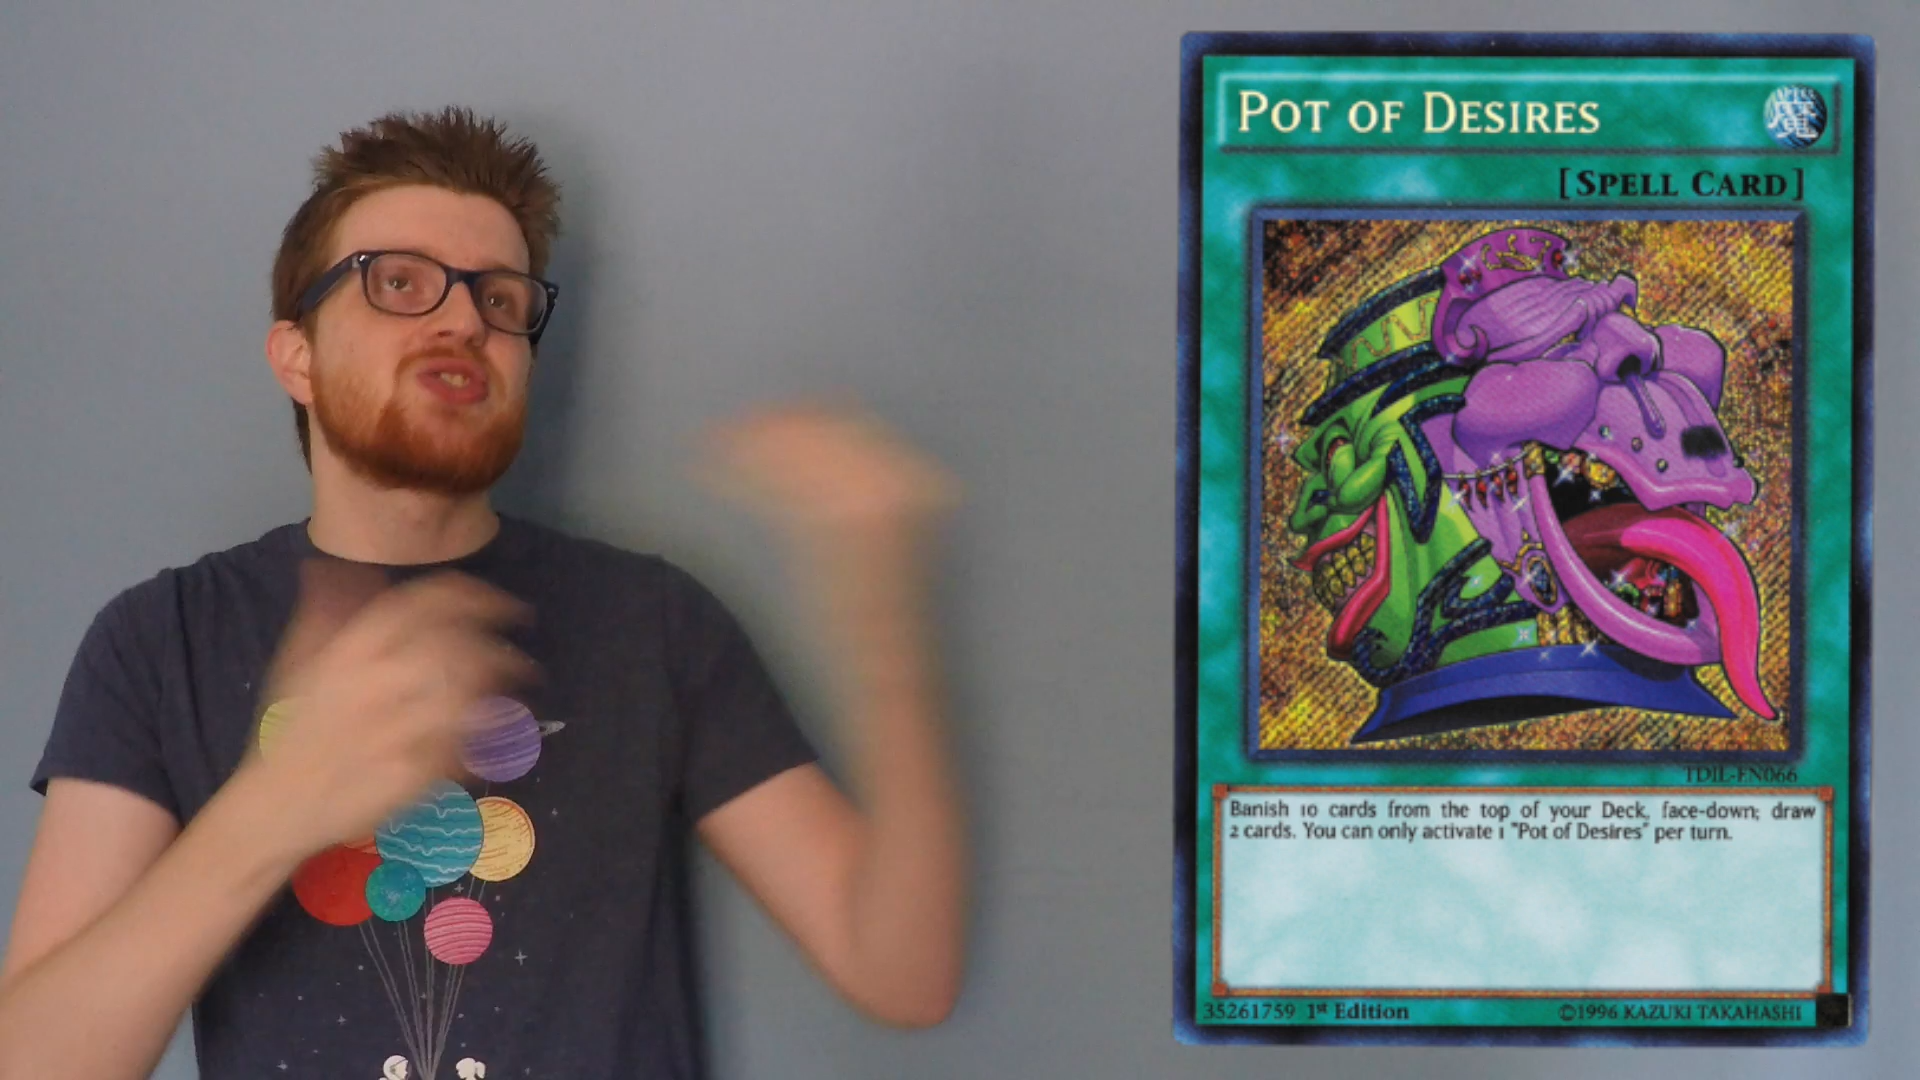 Pot of Desires
魔
[Spell Card]
TDIL-EN066
Banish 10 cards from the top of your Deck, face-down; draw
2 cards. You can only activate 1 "Pot of Desires" per turn.
35261759 1st Edition
©1996 KAZUKI TAKAHASHI